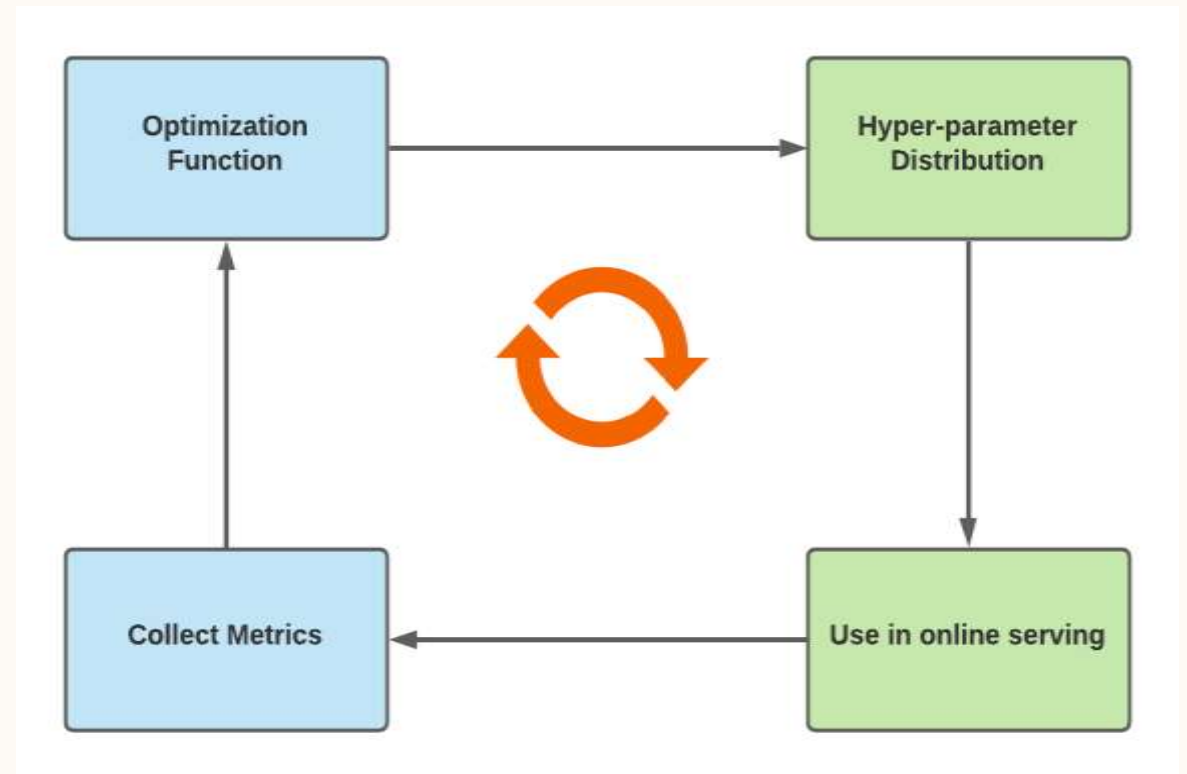 Optimization
Function
Hyper-parameter
Distribution
Collect Metrics
Use in online serving